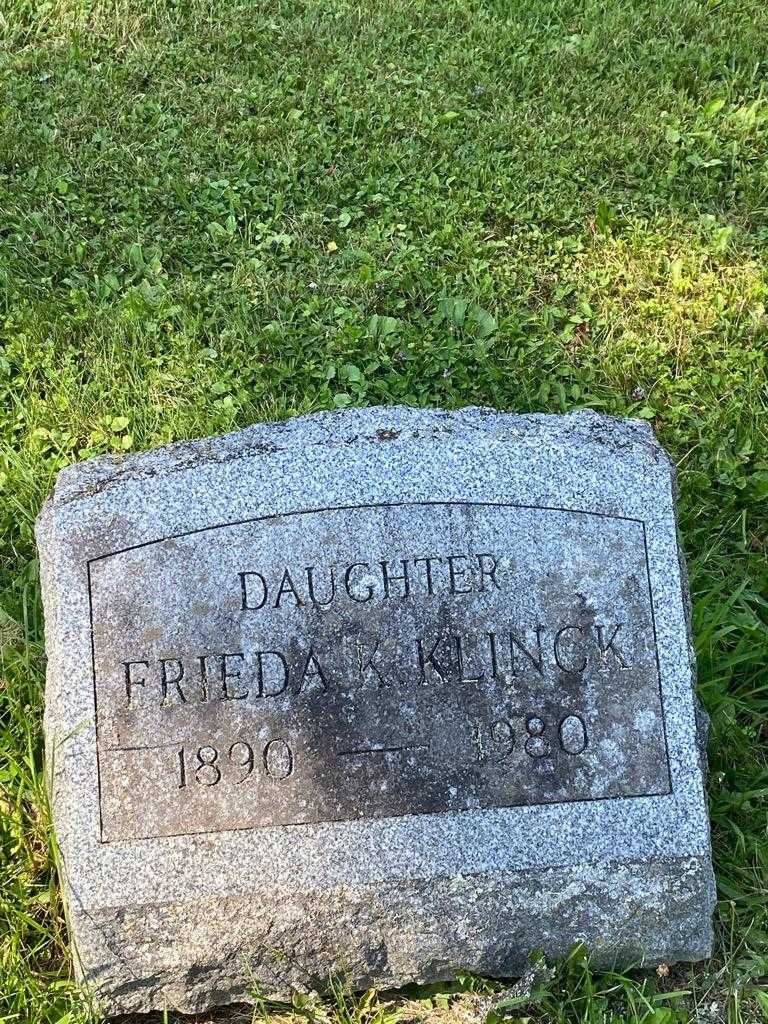 DAUGHTER
FRIEDA K. KLINCK
1890 — 1980